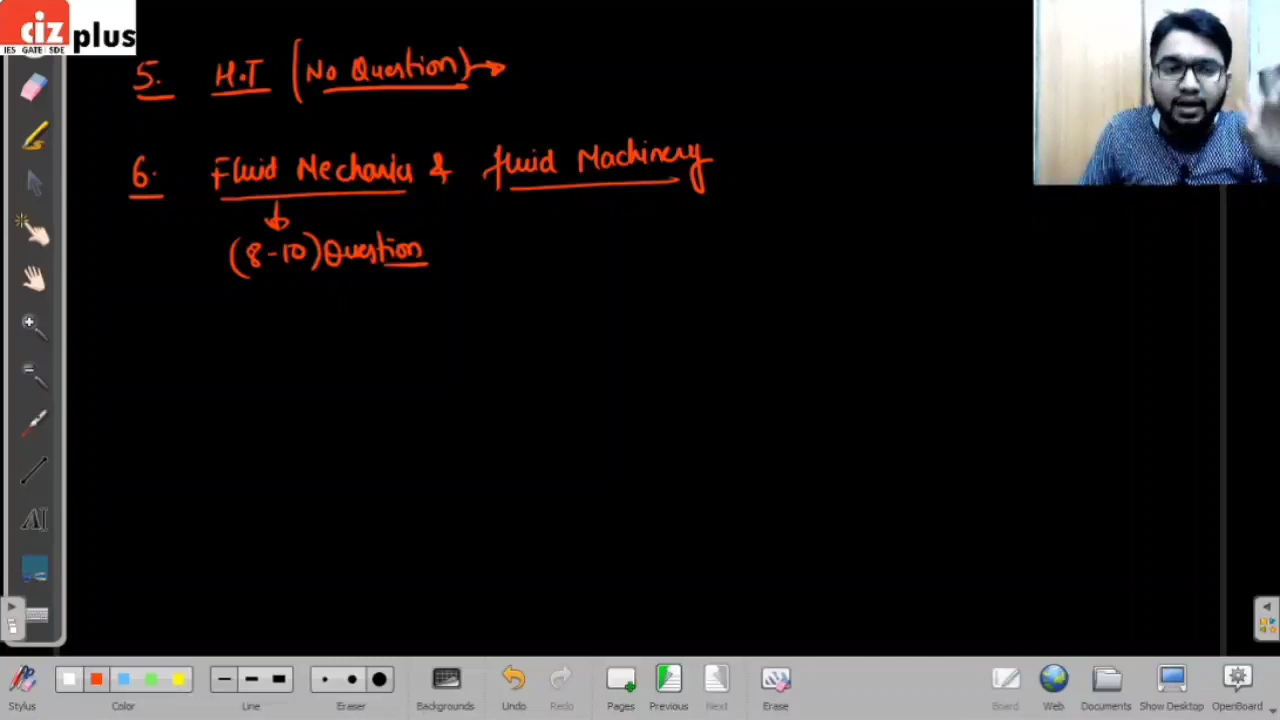 ciz plus
IES GATE SDE
5. H.T (No Question)
6. Fluid Mechanics & fluid Machinery
(8-10) Question
Stylus
Color
Line
Eraser
Backgrounds
Undo
Redo
Pages
Previous
Next
Erase
Board
Web
Documents
Show Desktop
OpenBoard